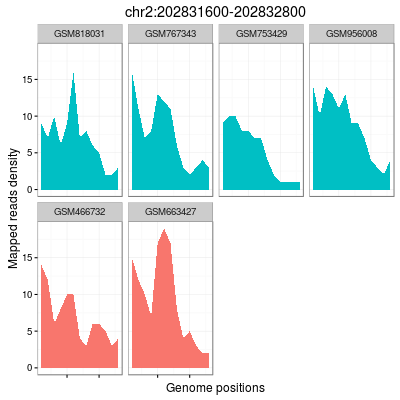 chr2:202831600-202832800
GSM818031 GSM767343 GSM753429 GSM956008
15
10
5
0
GSM466732 GSM663427
15
10
5
0
Mapped reads density
Genome positions